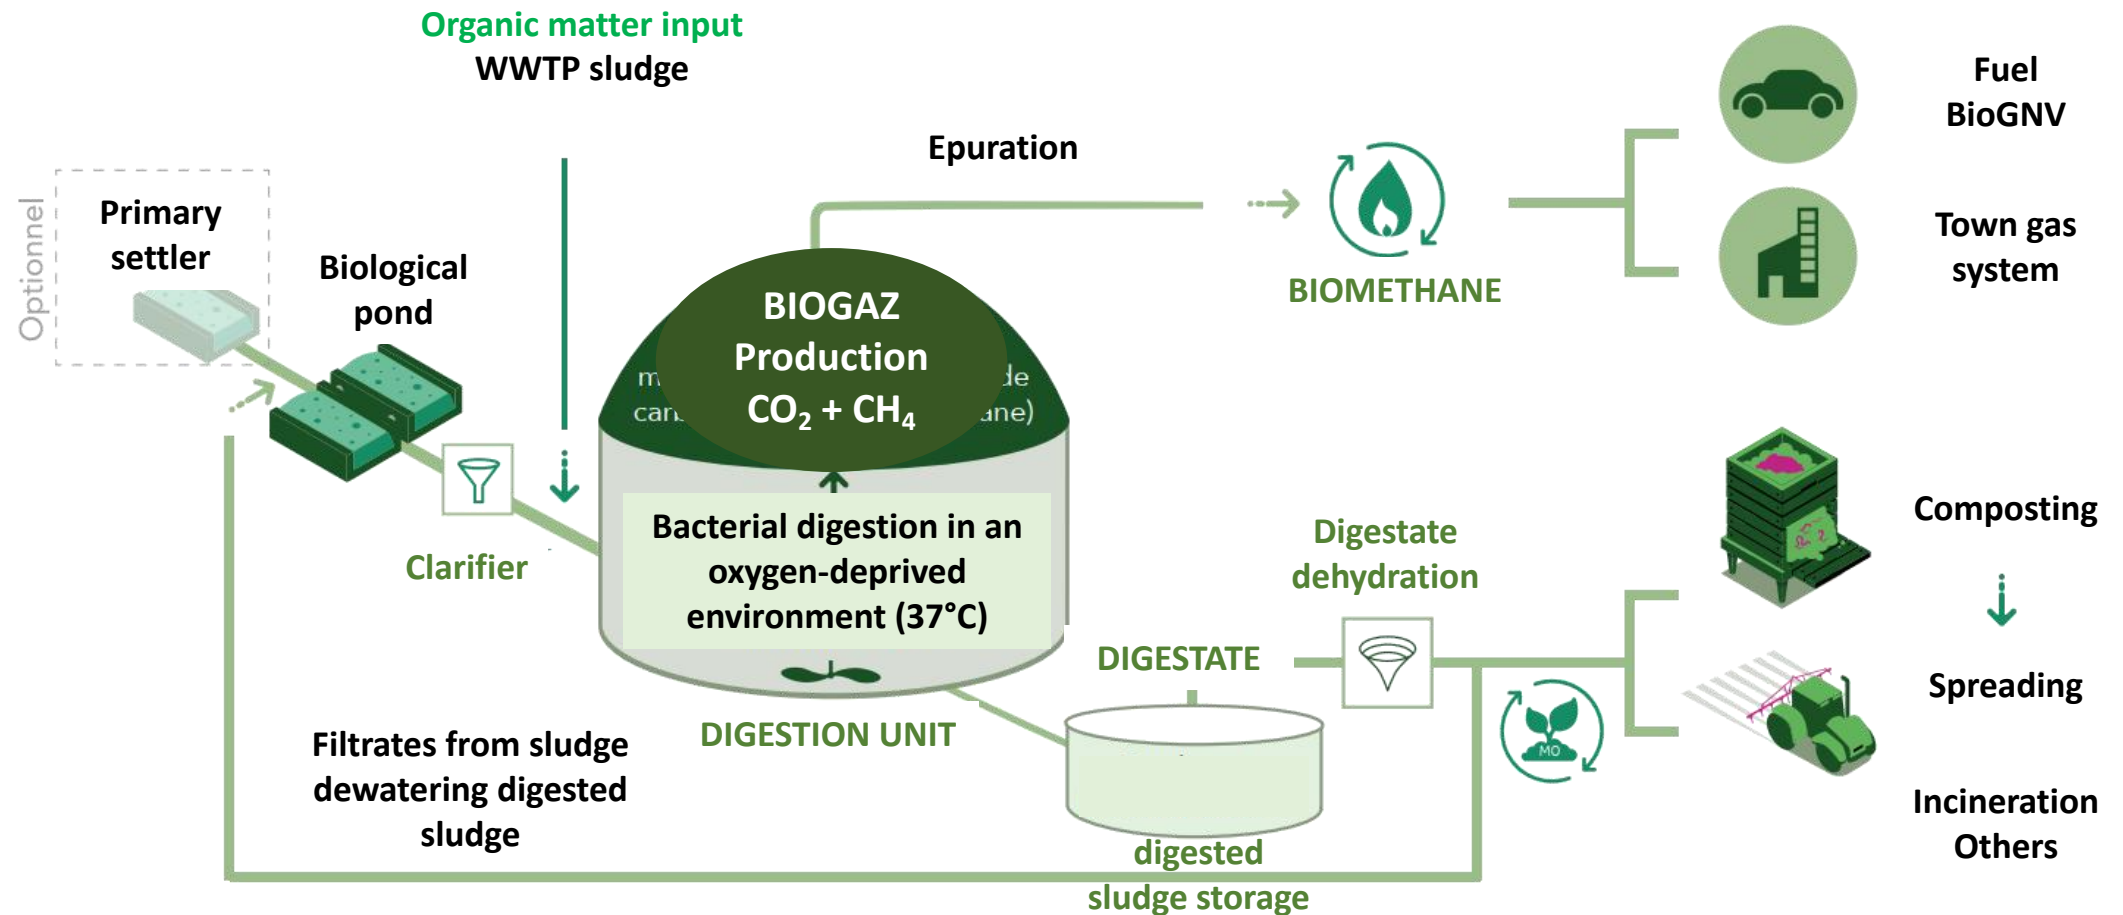 Organic matter input
WWTP sludge
Optionnel
Primary
settler
Biological
pond
Clarifier
Epuration
BIOMETHANE
Fuel
BioGNV
Town gas
system
BIOGAZ
Production
CO₂ + CH₄
ane)
Bacterial digestion in an
oxygen-deprived
environment (37°C)
DIGESTION UNIT
Digestate
dehydration
DIGESTATE
digested
sludge storage
MO
Composting
Spreading
Incineration
Others
Filtrates from sludge
dewatering digested
sludge